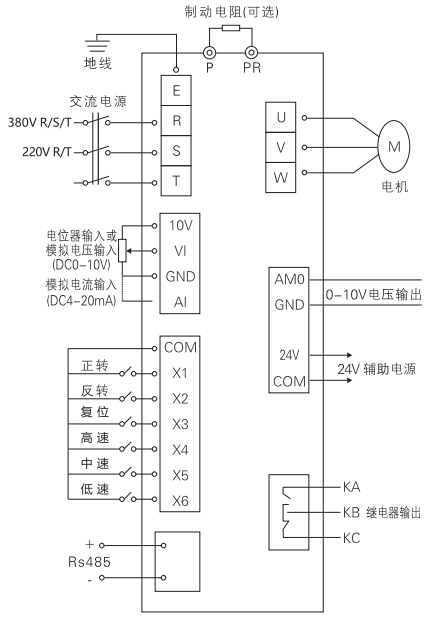 制动电阻(可选)
地线
P
PR
E
R
S
T
交流电源
380V R/S/T
220V R/T
U
V
W
M
电机
10V
VI
GND
AI
电位器输入或
模拟电压输入
(DC0-10V)
模拟电流输入
(DC4-20mA)
AM0
GND
0-10V电压输出
24V
COM
24V 辅助电源
COM
X1
X2
X3
X4
X5
X6
正转
反转
复位
高速
中速
低速
KA
KB 继电器输出
KC
+
Rs485
-